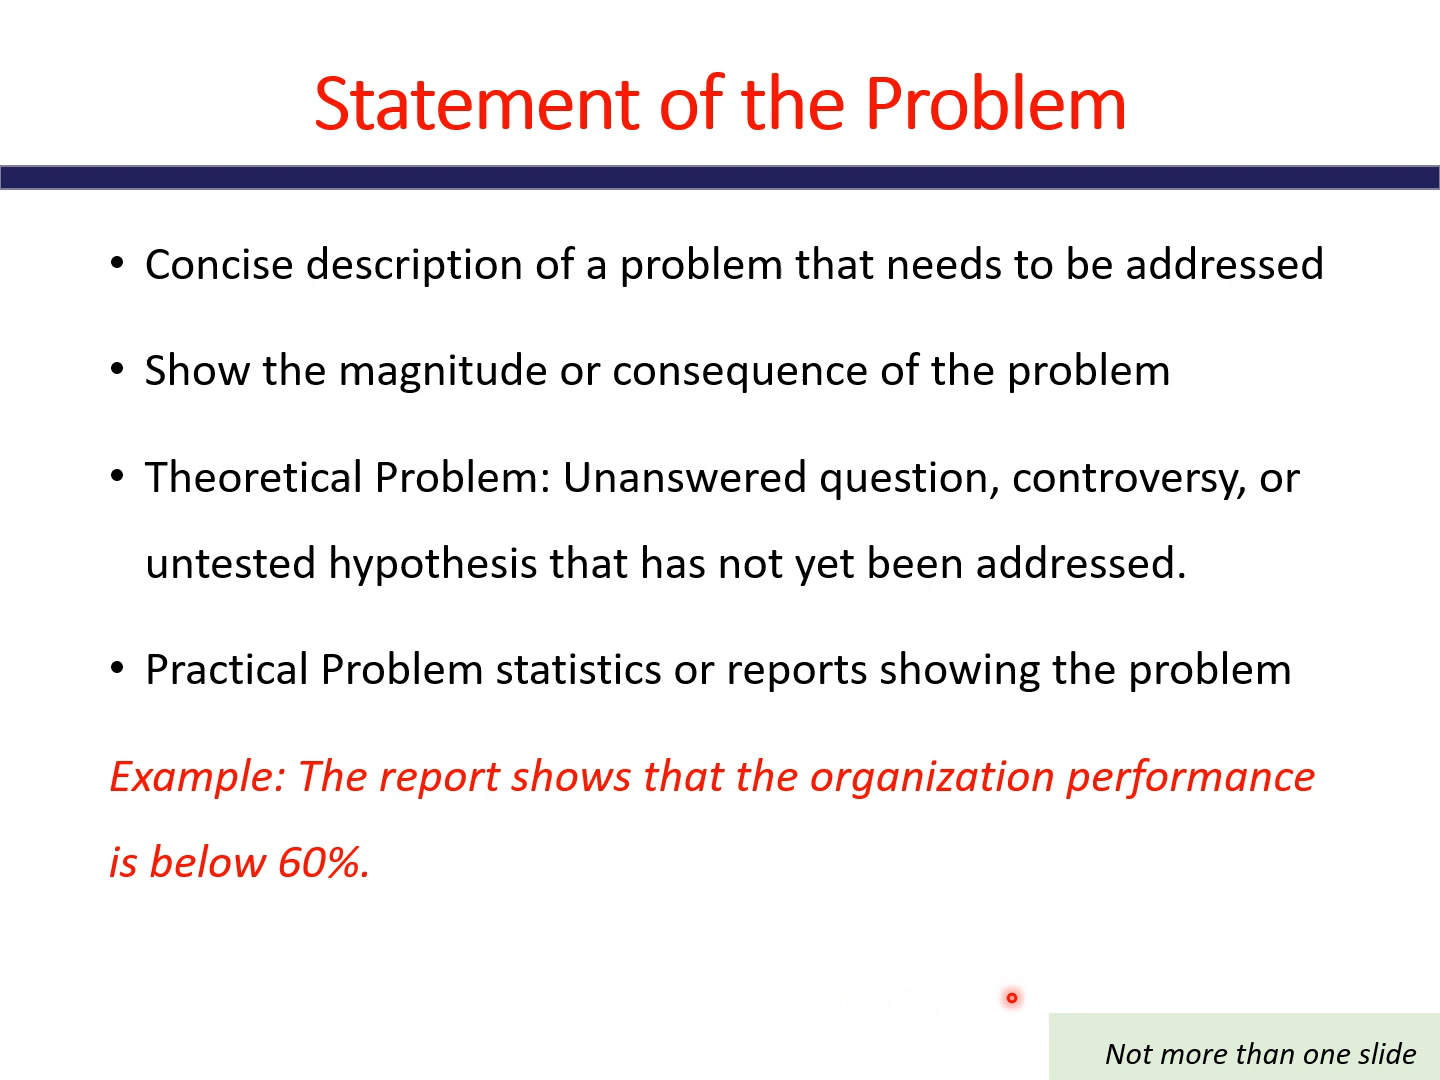 Statement of the Problem
• Concise description of a problem that needs to be addressed
• Show the magnitude or consequence of the problem
• Theoretical Problem: Unanswered question, controversy, or
untested hypothesis that has not yet been addressed.
• Practical Problem statistics or reports showing the problem
Example: The report shows that the organization performance
is below 60%.
Not more than one slide